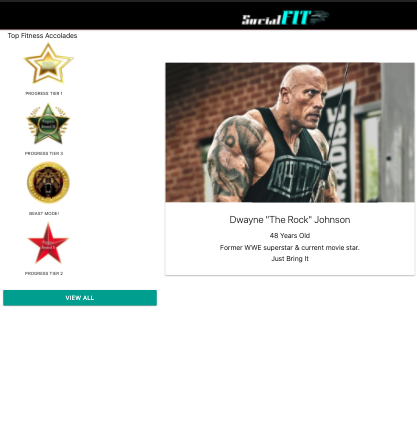 SocialFIT
Top Fitness Accolades
PROGRESS TIER 1
PROGRESS TIER 3
BEAST MODE!
PROGRESS TIER 2
VIEW ALL
PARADISE
Dwayne "The Rock" Johnson
48 Years Old
Former WWE superstar & current movie star.
Just Bring It